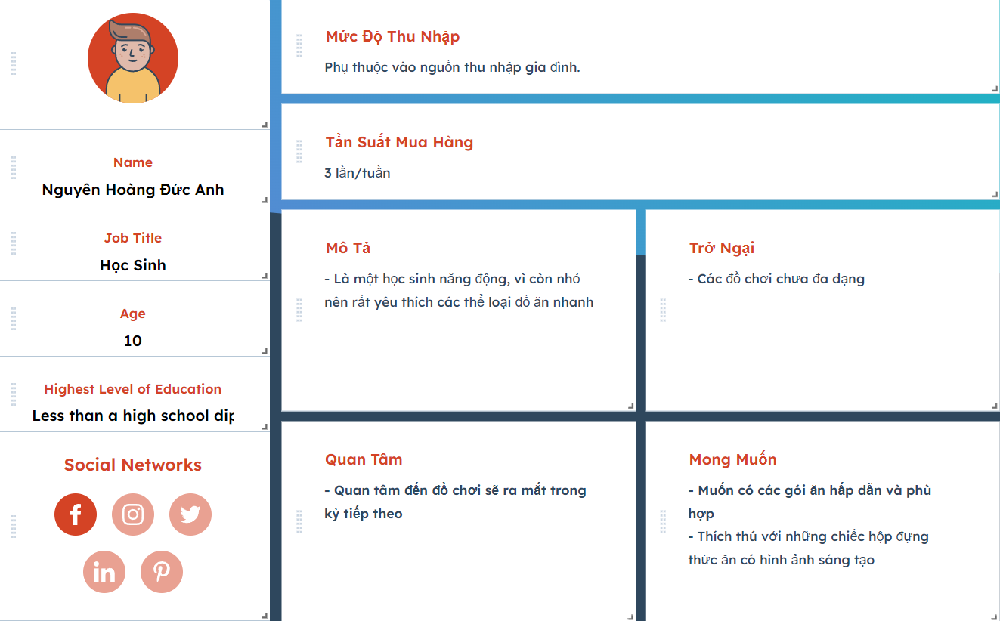 Name
Nguyên Hoàng Đức Anh
Job Title
Học Sinh
Age
10
Highest Level of Education
Less than a high school dip
Social Networks
Mức Độ Thu Nhập
Phụ thuộc vào nguồn thu nhập gia đình.
Tần Suất Mua Hàng
3 lần/tuần
Mô Tả
- Là một học sinh năng động, vì còn nhỏ
nên rất yêu thích các thể loại đồ ăn nhanh
Trở Ngại
- Các đồ chơi chưa đa dạng
Quan Tâm
- Quan tâm đến đồ chơi sẽ ra mắt trong
kỳ tiếp theo
Mong Muốn
- Muốn có các gói ăn hấp dẫn và phù
hợp
- Thích thú với những chiếc hộp đựng
thức ăn có hình ảnh sáng tạo